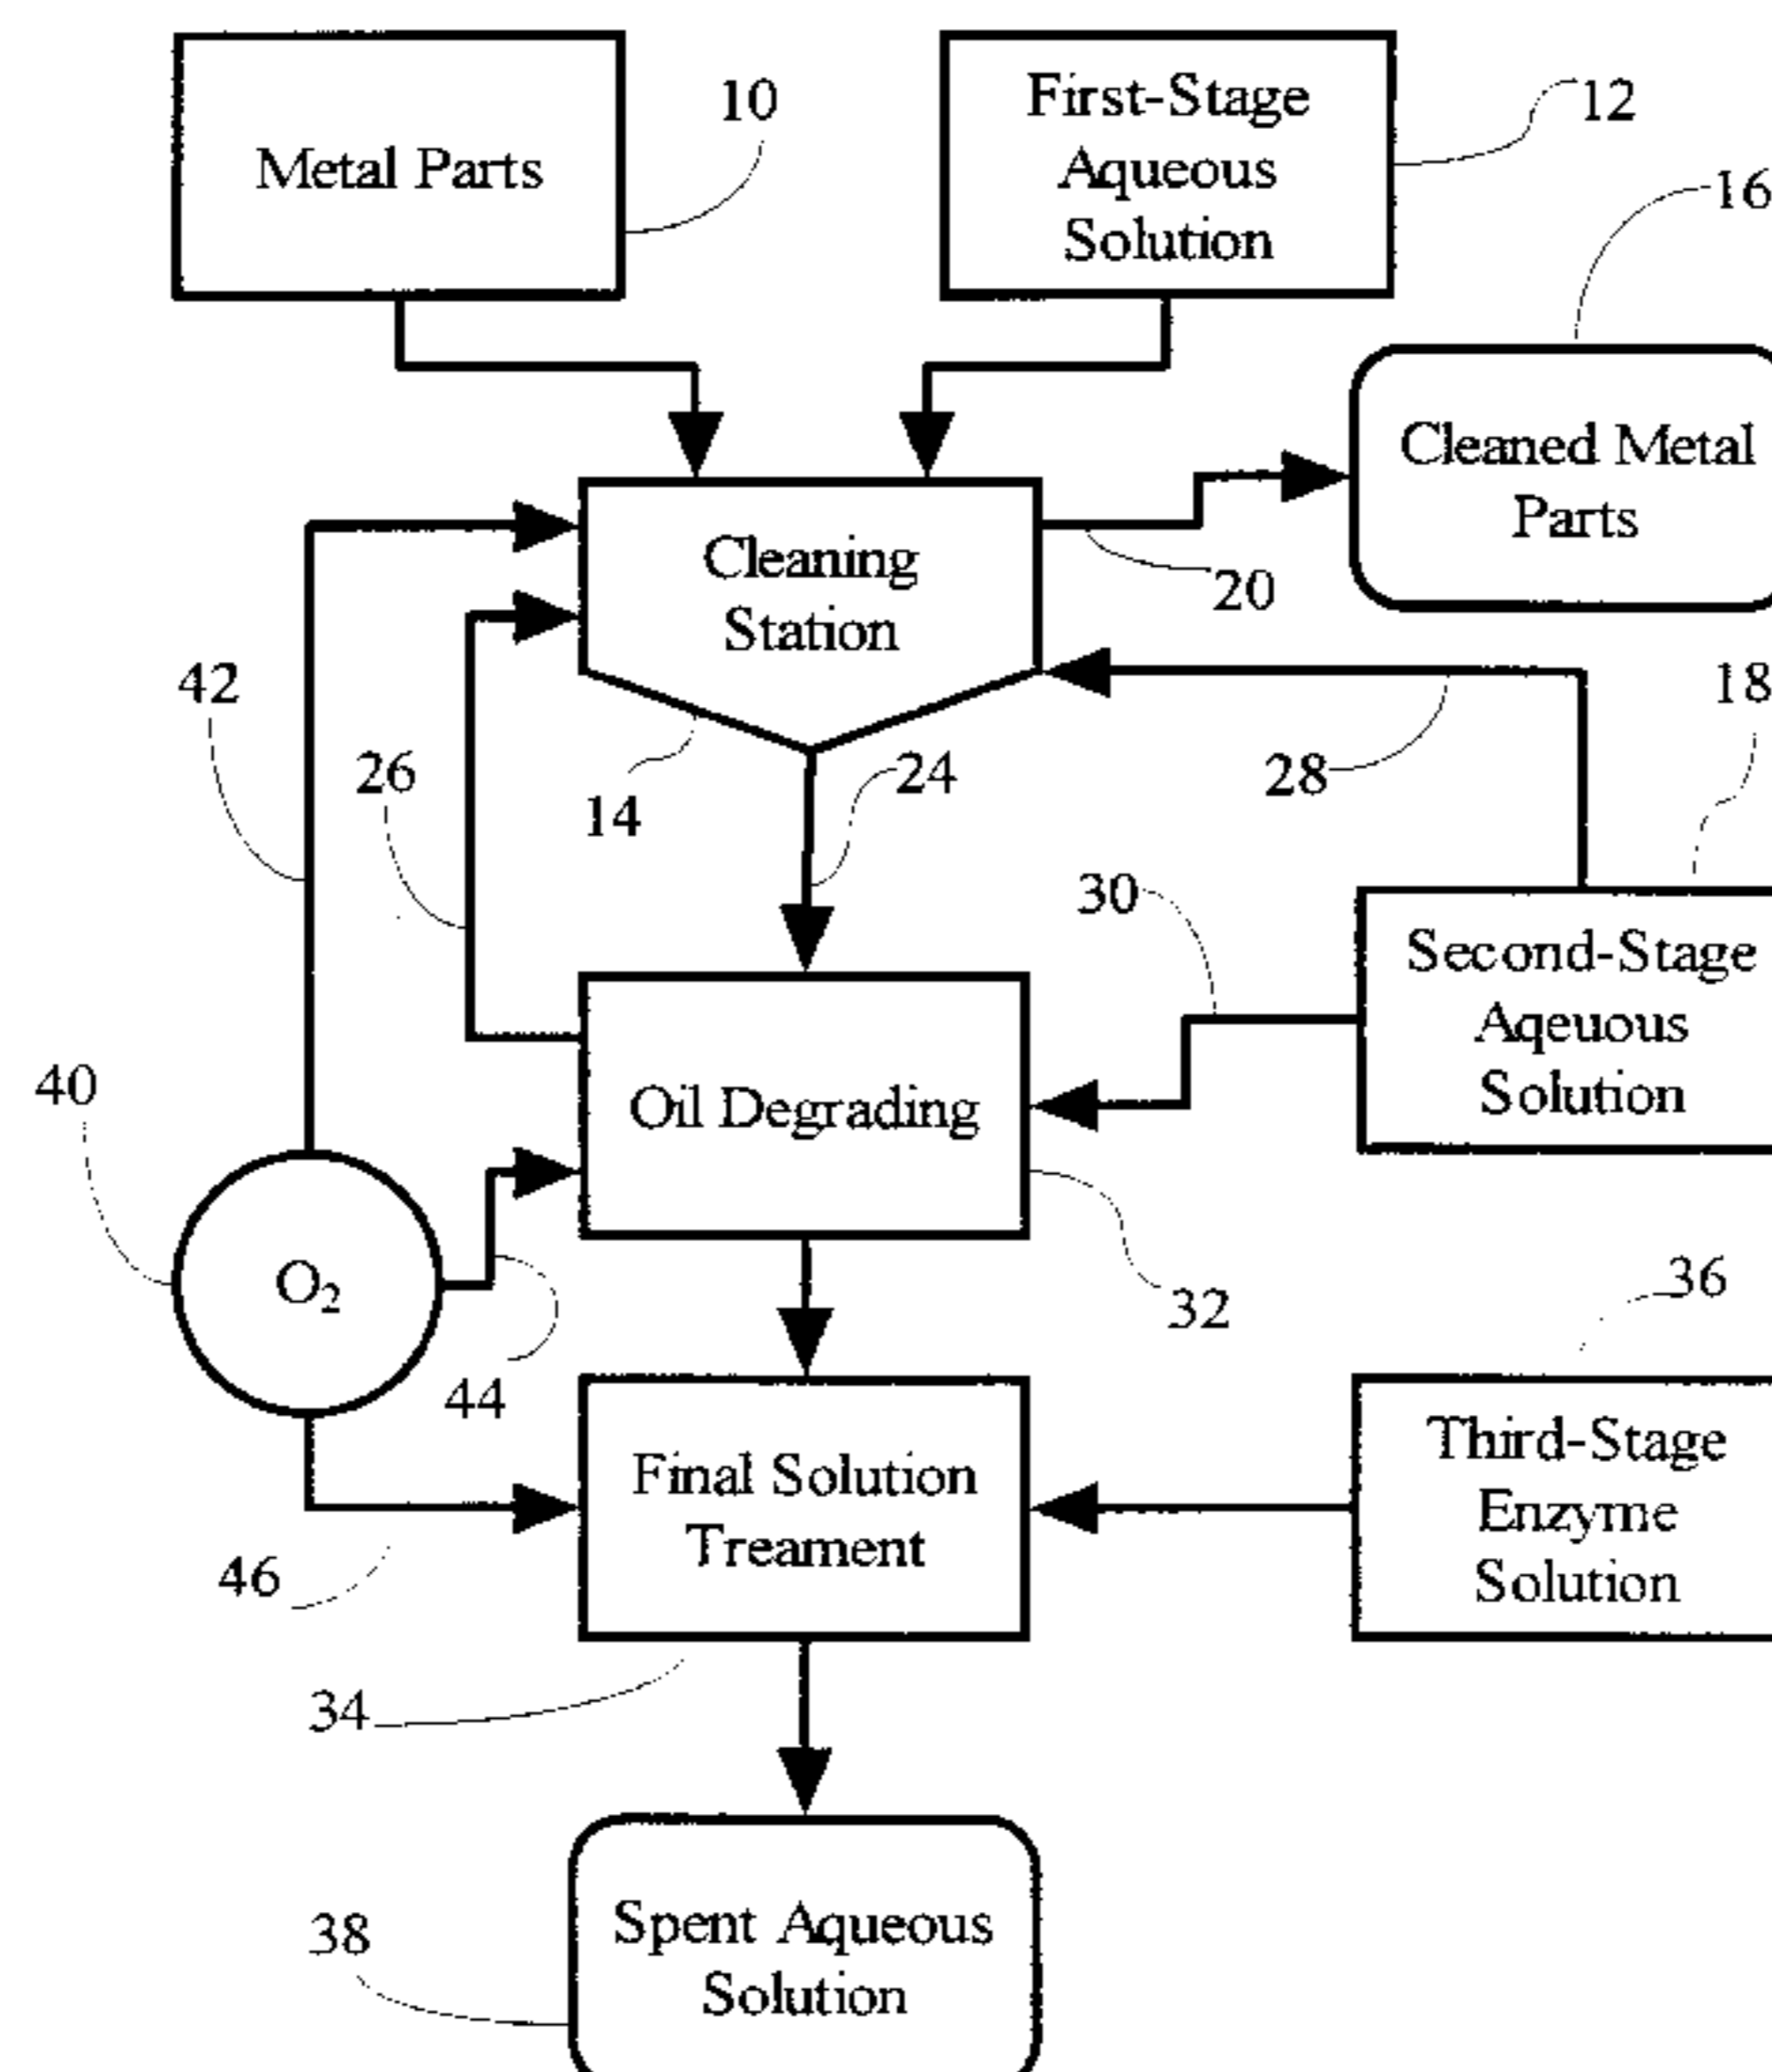 Metal Parts
10
First-Stage
Aqueous
Solution
12
16
Cleaned Metal
Parts
Cleaning
Station
20
42
26
14
24
28
18
30
Second-Stage
Aqeuous
Solution
40
Oil Degrading
O2
32
36
44
Final Solution
Treament
Third-Stage
Enzyme
Solution
46
34
38
Spent Aqueous
Solution